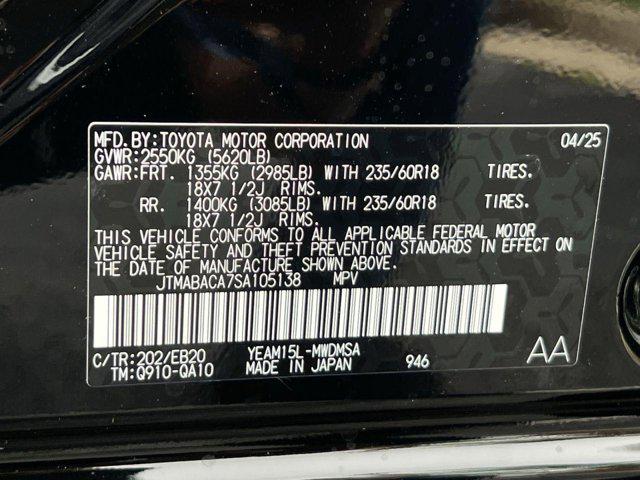 MFD.BY:TOYOTA MOTOR CORPORATION 04/25
GVWR:2550KG (5620LB)
GAWR:FRT. 1355KG (2985LB) WITH 235/60R18 TIRES.
18X7 1/2J RIMS.
RR. 1400KG (3085LB) WITH 235/60R18 TIRES.
18X7 1/2J RIMS.
THIS VEHICLE CONFORMS TO ALL APPLICABLE FEDERAL MOTOR
VEHICLE SAFETY AND THEFT PREVENTION STANDARDS IN EFFECT ON
THE DATE OF MANUFACTURE SHOWN ABOVE.
JTMABACA7SA105138 MPV
C/TR:202/EB20 YEAM15L-MWDMSA AA
TM:Q910-QA10 MADE IN JAPAN 946